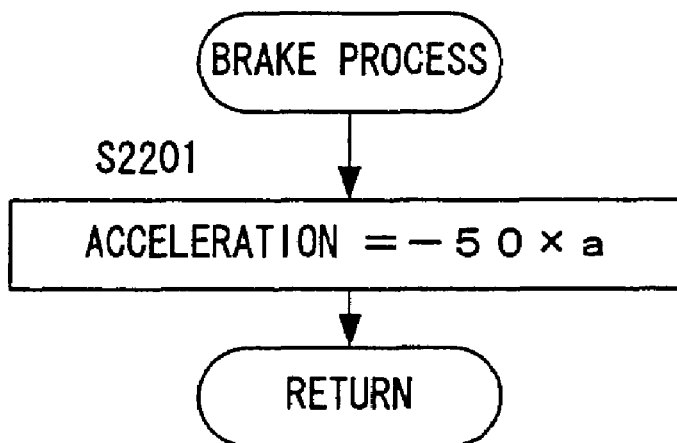 BRAKE PROCESS
S2201
ACCELERATION =-50×a
RETURN